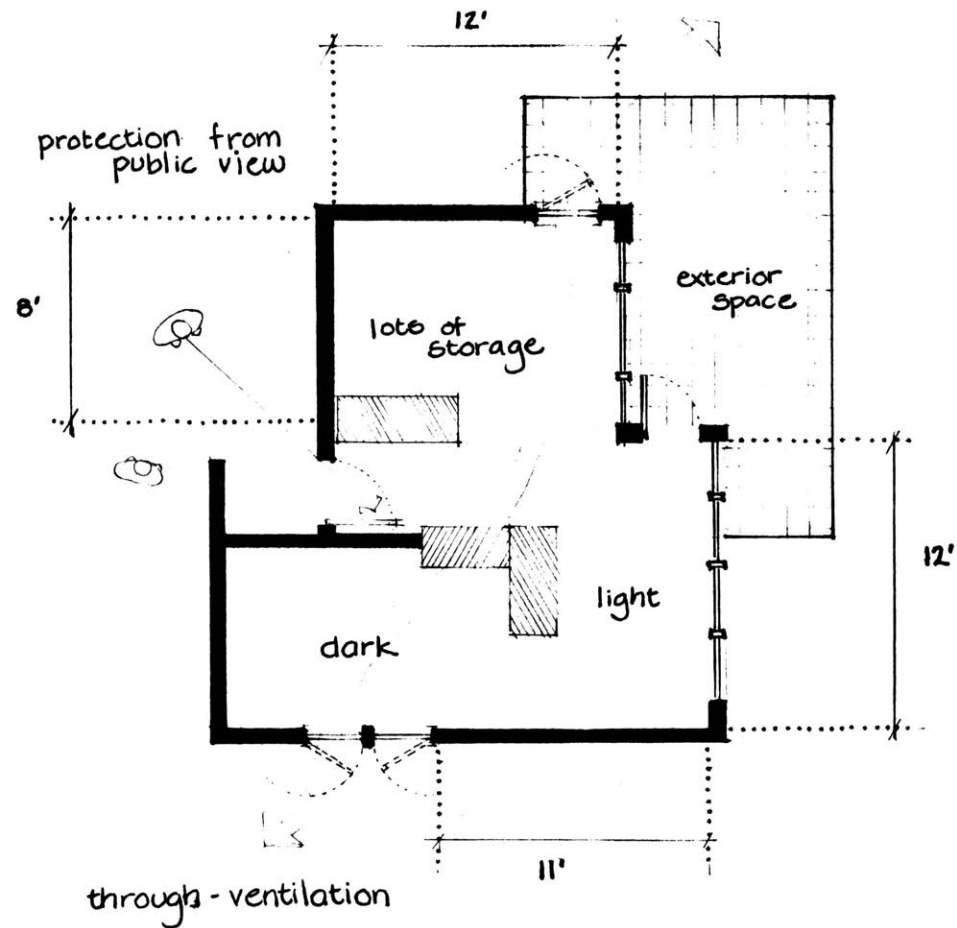 12'
protection from
public view
8'
exterior
space
lots of
storage
12'
light
dark
11'
through-ventilation